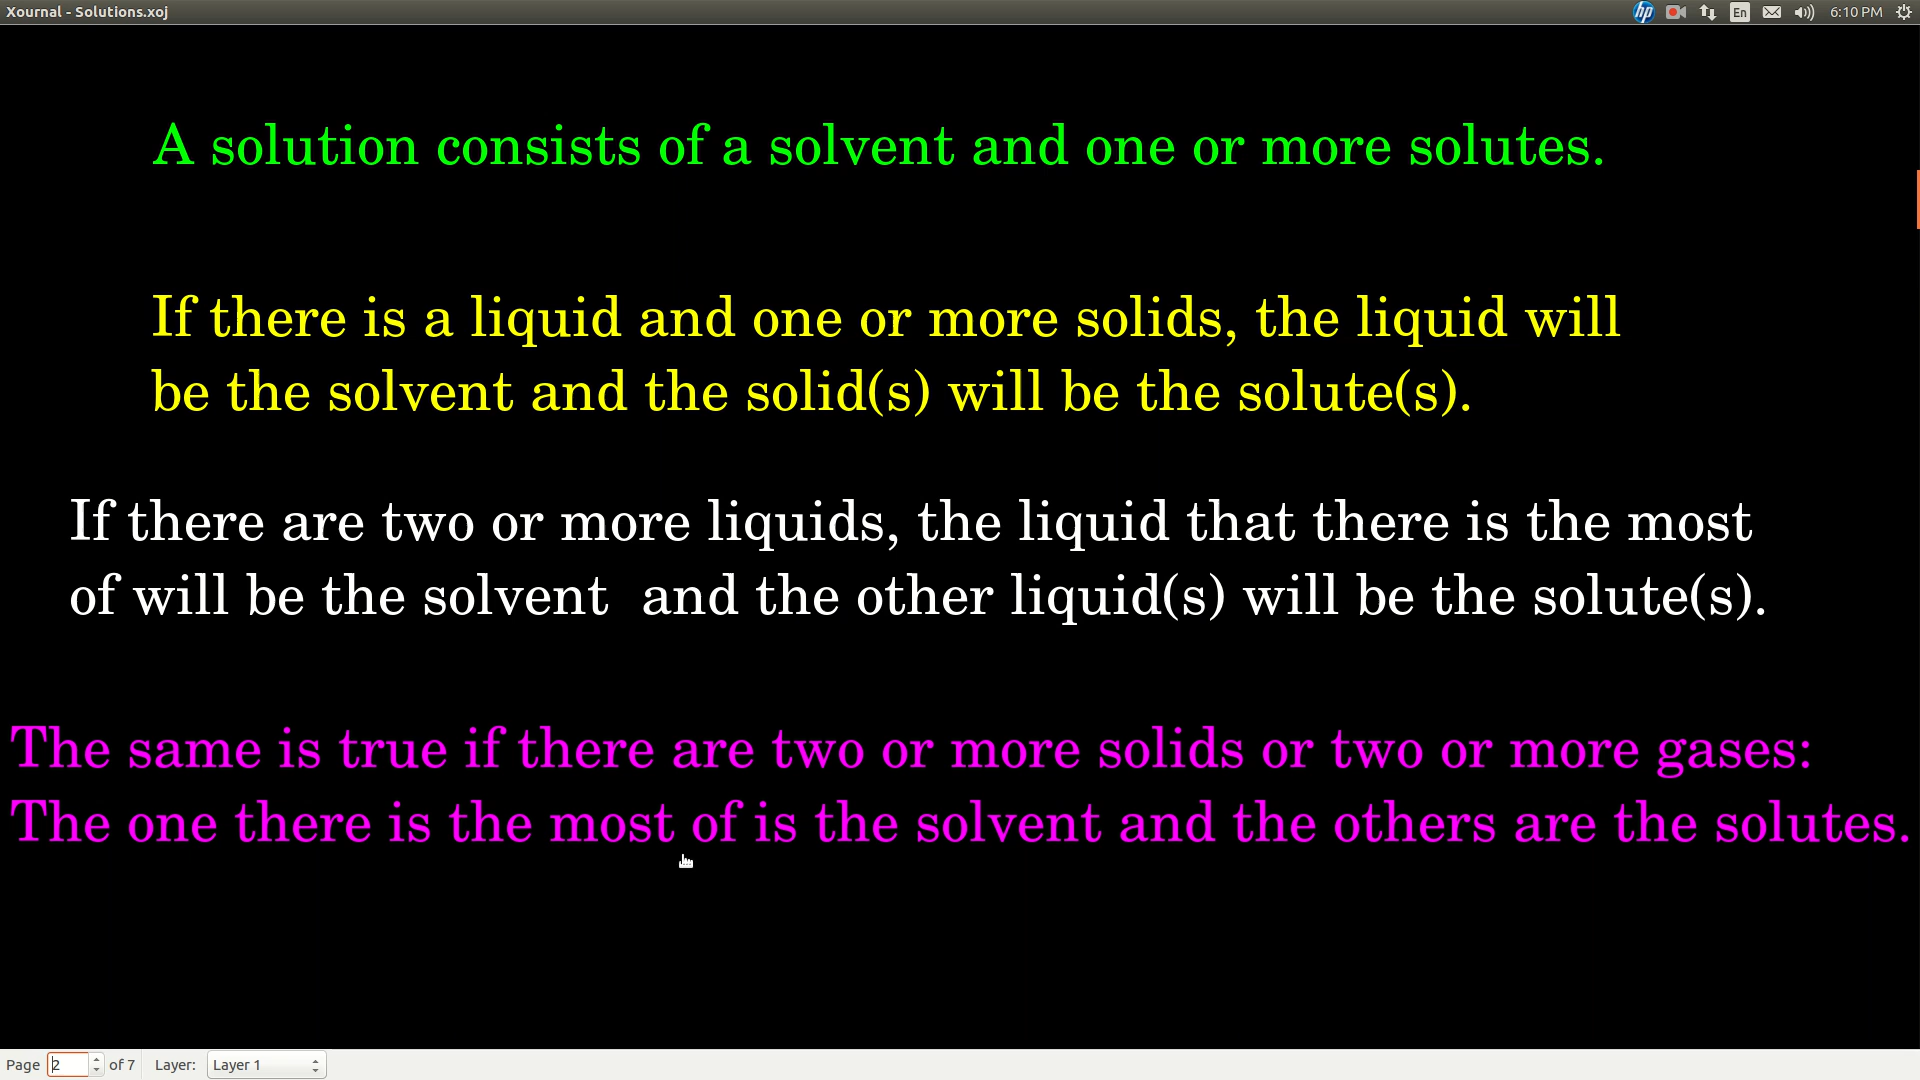 Xournal - Solutions.xoj
hp
En
6:10 PM
A solution consists of a solvent and one or more solutes.
If there is a liquid and one or more solids, the liquid will
be the solvent and the solid(s) will be the solute(s).
If there are two or more liquids, the liquid that there is the most
of will be the solvent  and the other liquid(s) will be the solute(s).
The same is true if there are two or more solids or two or more gases:
The one there is the most of is the solvent and the others are the solutes.
Page 2 of 7 Layer: Layer 1